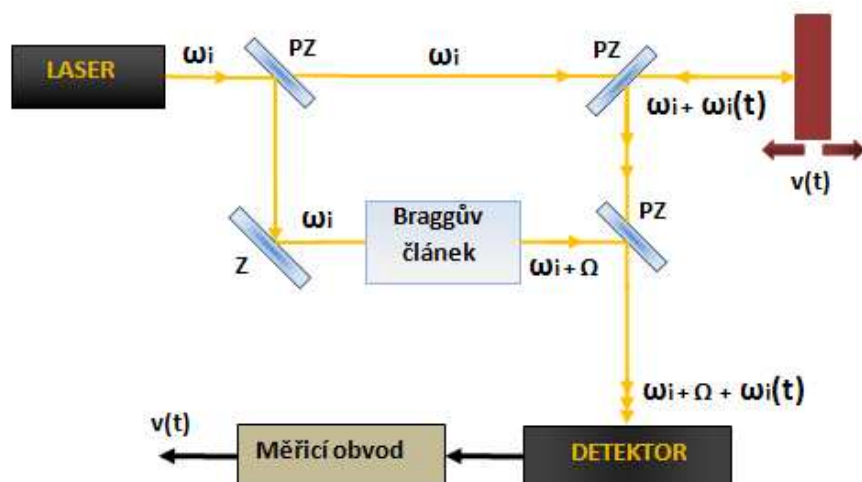 LASER
ωi
PZ
ωi
PZ
ωi + ωi(t)
v(t)
Z
ωi
Braggův
článek
ωi + Ω
PZ
ωi + Ω + ωi(t)
v(t)
Měřicí obvod
DETEKTOR